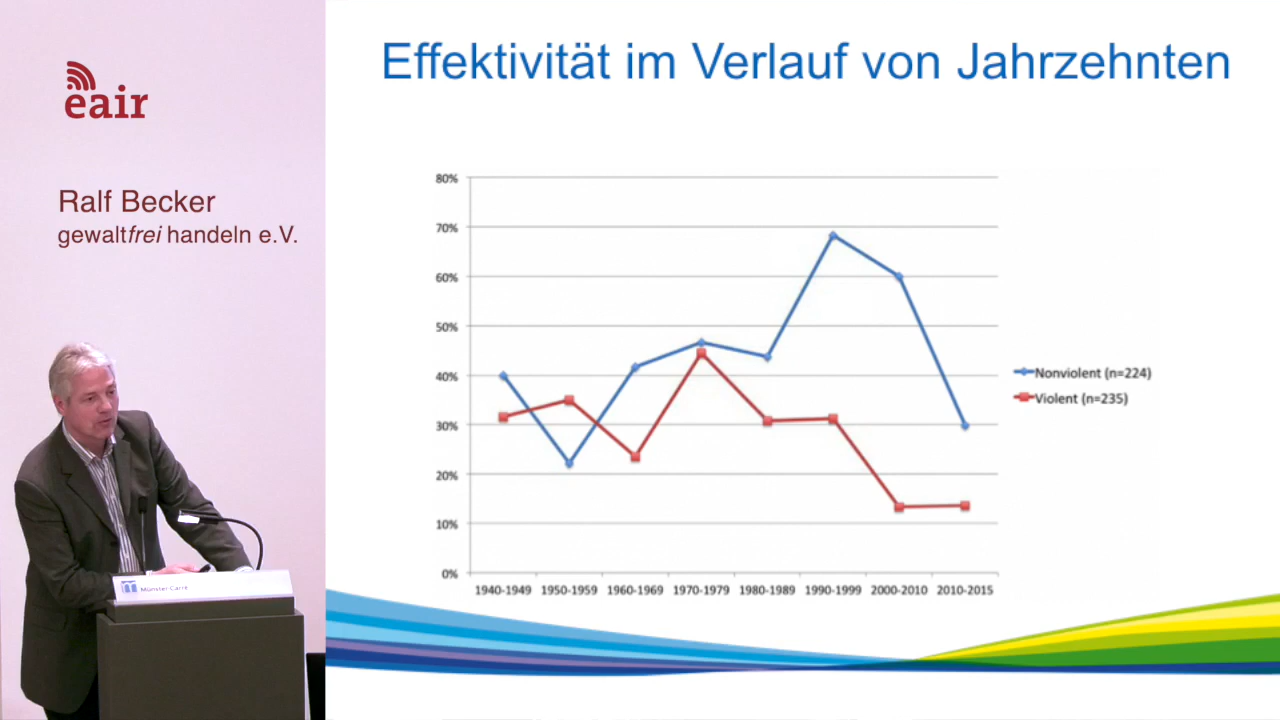 eair
Ralf Becker
gewaltfrei handeln e.V.
Münster Carré
Effektivität im Verlauf von Jahrzehnten
80%
70%
60%
50%
40%
30%
20%
10%
0%
1940-1949 1950-1959 1960-1969 1970-1979 1980-1989 1990-1999 2000-2010 2010-2015
Nonviolent (n=224)
Violent (n=235)